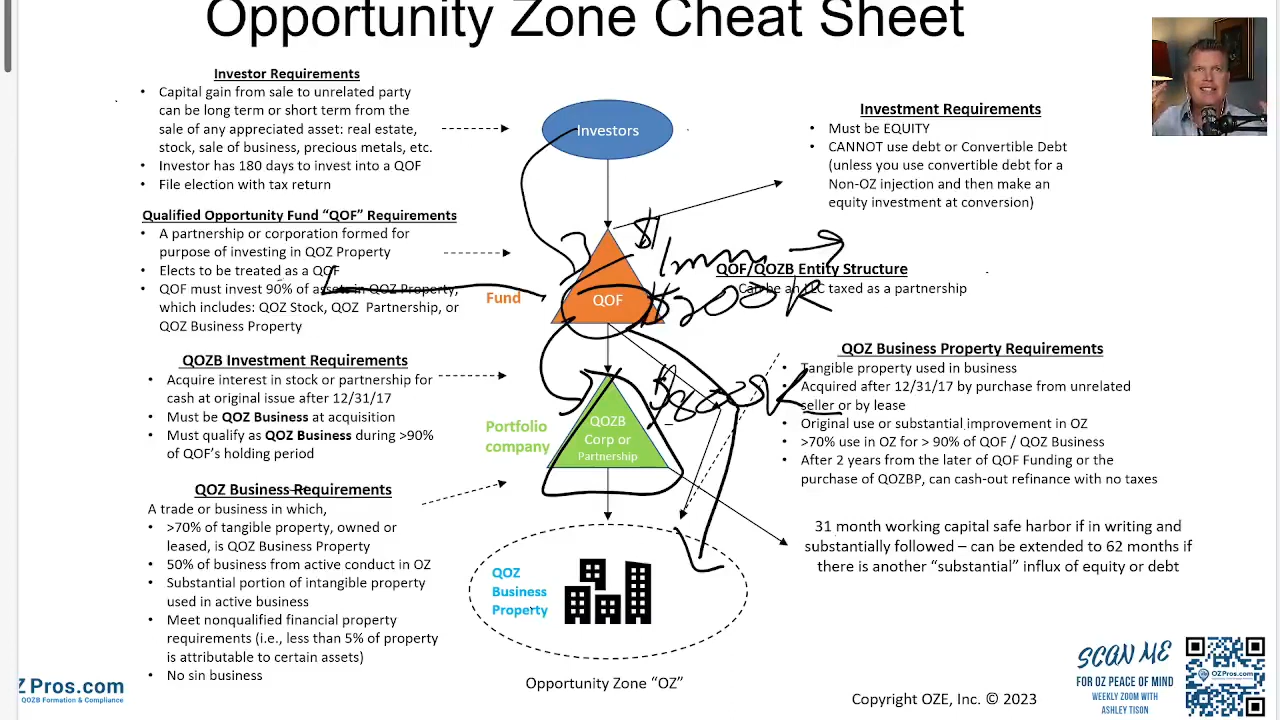 Opportunity Zone Cheat Sheet
Investor Requirements
• Capital gain from sale to unrelated party
can be long term or short term from the
sale of any appreciated asset: real estate,
stock, sale of business, precious metals, etc.
• Investor has 180 days to invest into a QOF
• File election with tax return
Qualified Opportunity Fund “QOF” Requirements
• A partnership or corporation formed for
purpose of investing in QOZ Property
• Elects to be treated as a QOF
• QOF must invest 90% of assets in QOZ Property,
which includes: QOZ Stock, QOZ Partnership, or
QOZ Business Property
QOZB Investment Requirements
• Acquire interest in stock or partnership for
cash at original issue after 12/31/17
• Must be QOZ Business at acquisition
• Must qualify as QOZ Business during >90%
of QOF’s holding period
QOZ Business Requirements
A trade or business in which,
• >70% of tangible property, owned or
leased, is QOZ Business Property
• 50% of business from active conduct in OZ
• Substantial portion of intangible property
used in active business
• Meet nonqualified financial property
requirements (i.e., less than 5% of property
is attributable to certain assets)
• No sin business
Z Pros.com
QOZB Formation & Compliance
Investors
$1mm
Fund
QOF
$200K
$800K
Portfolio
company
QOZB
Corp or
Partnership
QOZ
Business
Property
Opportunity Zone “OZ”
Investment Requirements
• Must be EQUITY
• CANNOT use debt or Convertible Debt
(unless you use convertible debt for a
Non-OZ injection and then make an
equity investment at conversion)
QOF/QOZB Entity Structure
Can be an LLC taxed as a partnership
QOZ Business Property Requirements
• Tangible property used in business
• Acquired after 12/31/17 by purchase from unrelated
seller or by lease
• Original use or substantial improvement in OZ
• >70% use in OZ for > 90% of QOF / QOZ Business
• After 2 years from the later of QOF Funding or the
purchase of QOZBP, can cash-out refinance with no taxes
31 month working capital safe harbor if in writing and
substantially followed – can be extended to 62 months if
there is another “substantial” influx of equity or debt
SCAN ME
FOR OZ PEACE OF MIND
WEEKLY ZOOM WITH
ASHLEY TISON
OZPros.com
Copyright OZE, Inc. © 2023